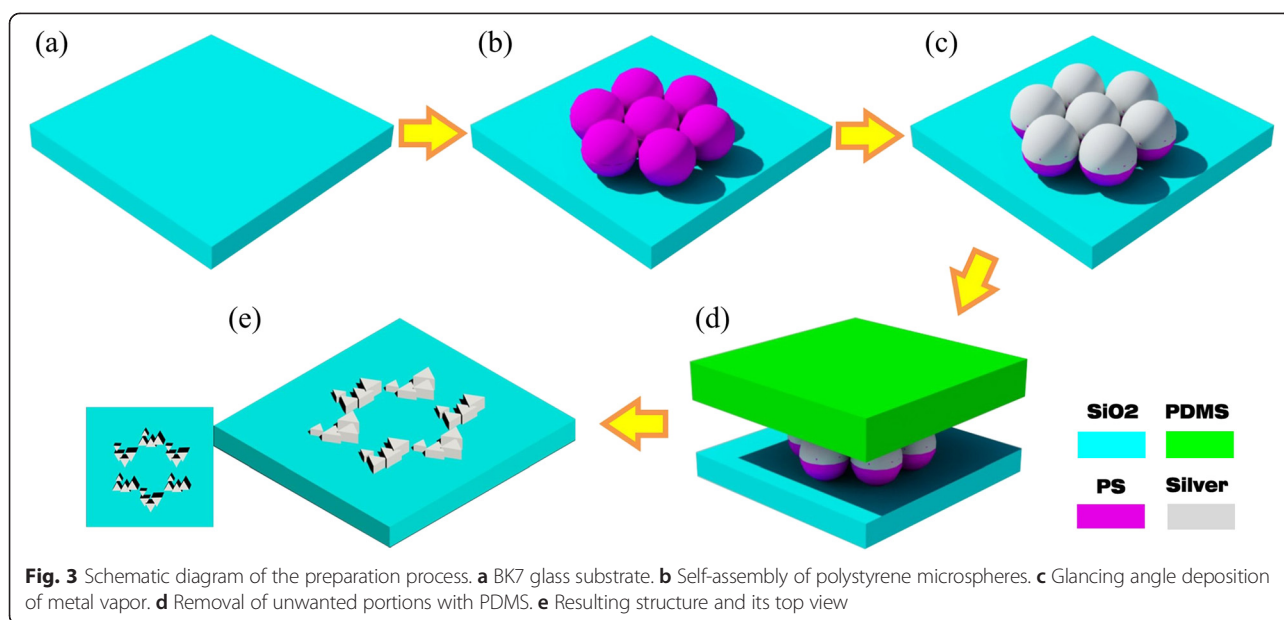 (a)
(b)
(c)
(e)
(d)
SiO2 PDMS
PS Silver
Fig. 3 Schematic diagram of the preparation process. a BK7 glass substrate. b Self-assembly of polystyrene microspheres. c Glancing angle deposition
of metal vapor. d Removal of unwanted portions with PDMS. e Resulting structure and its top view